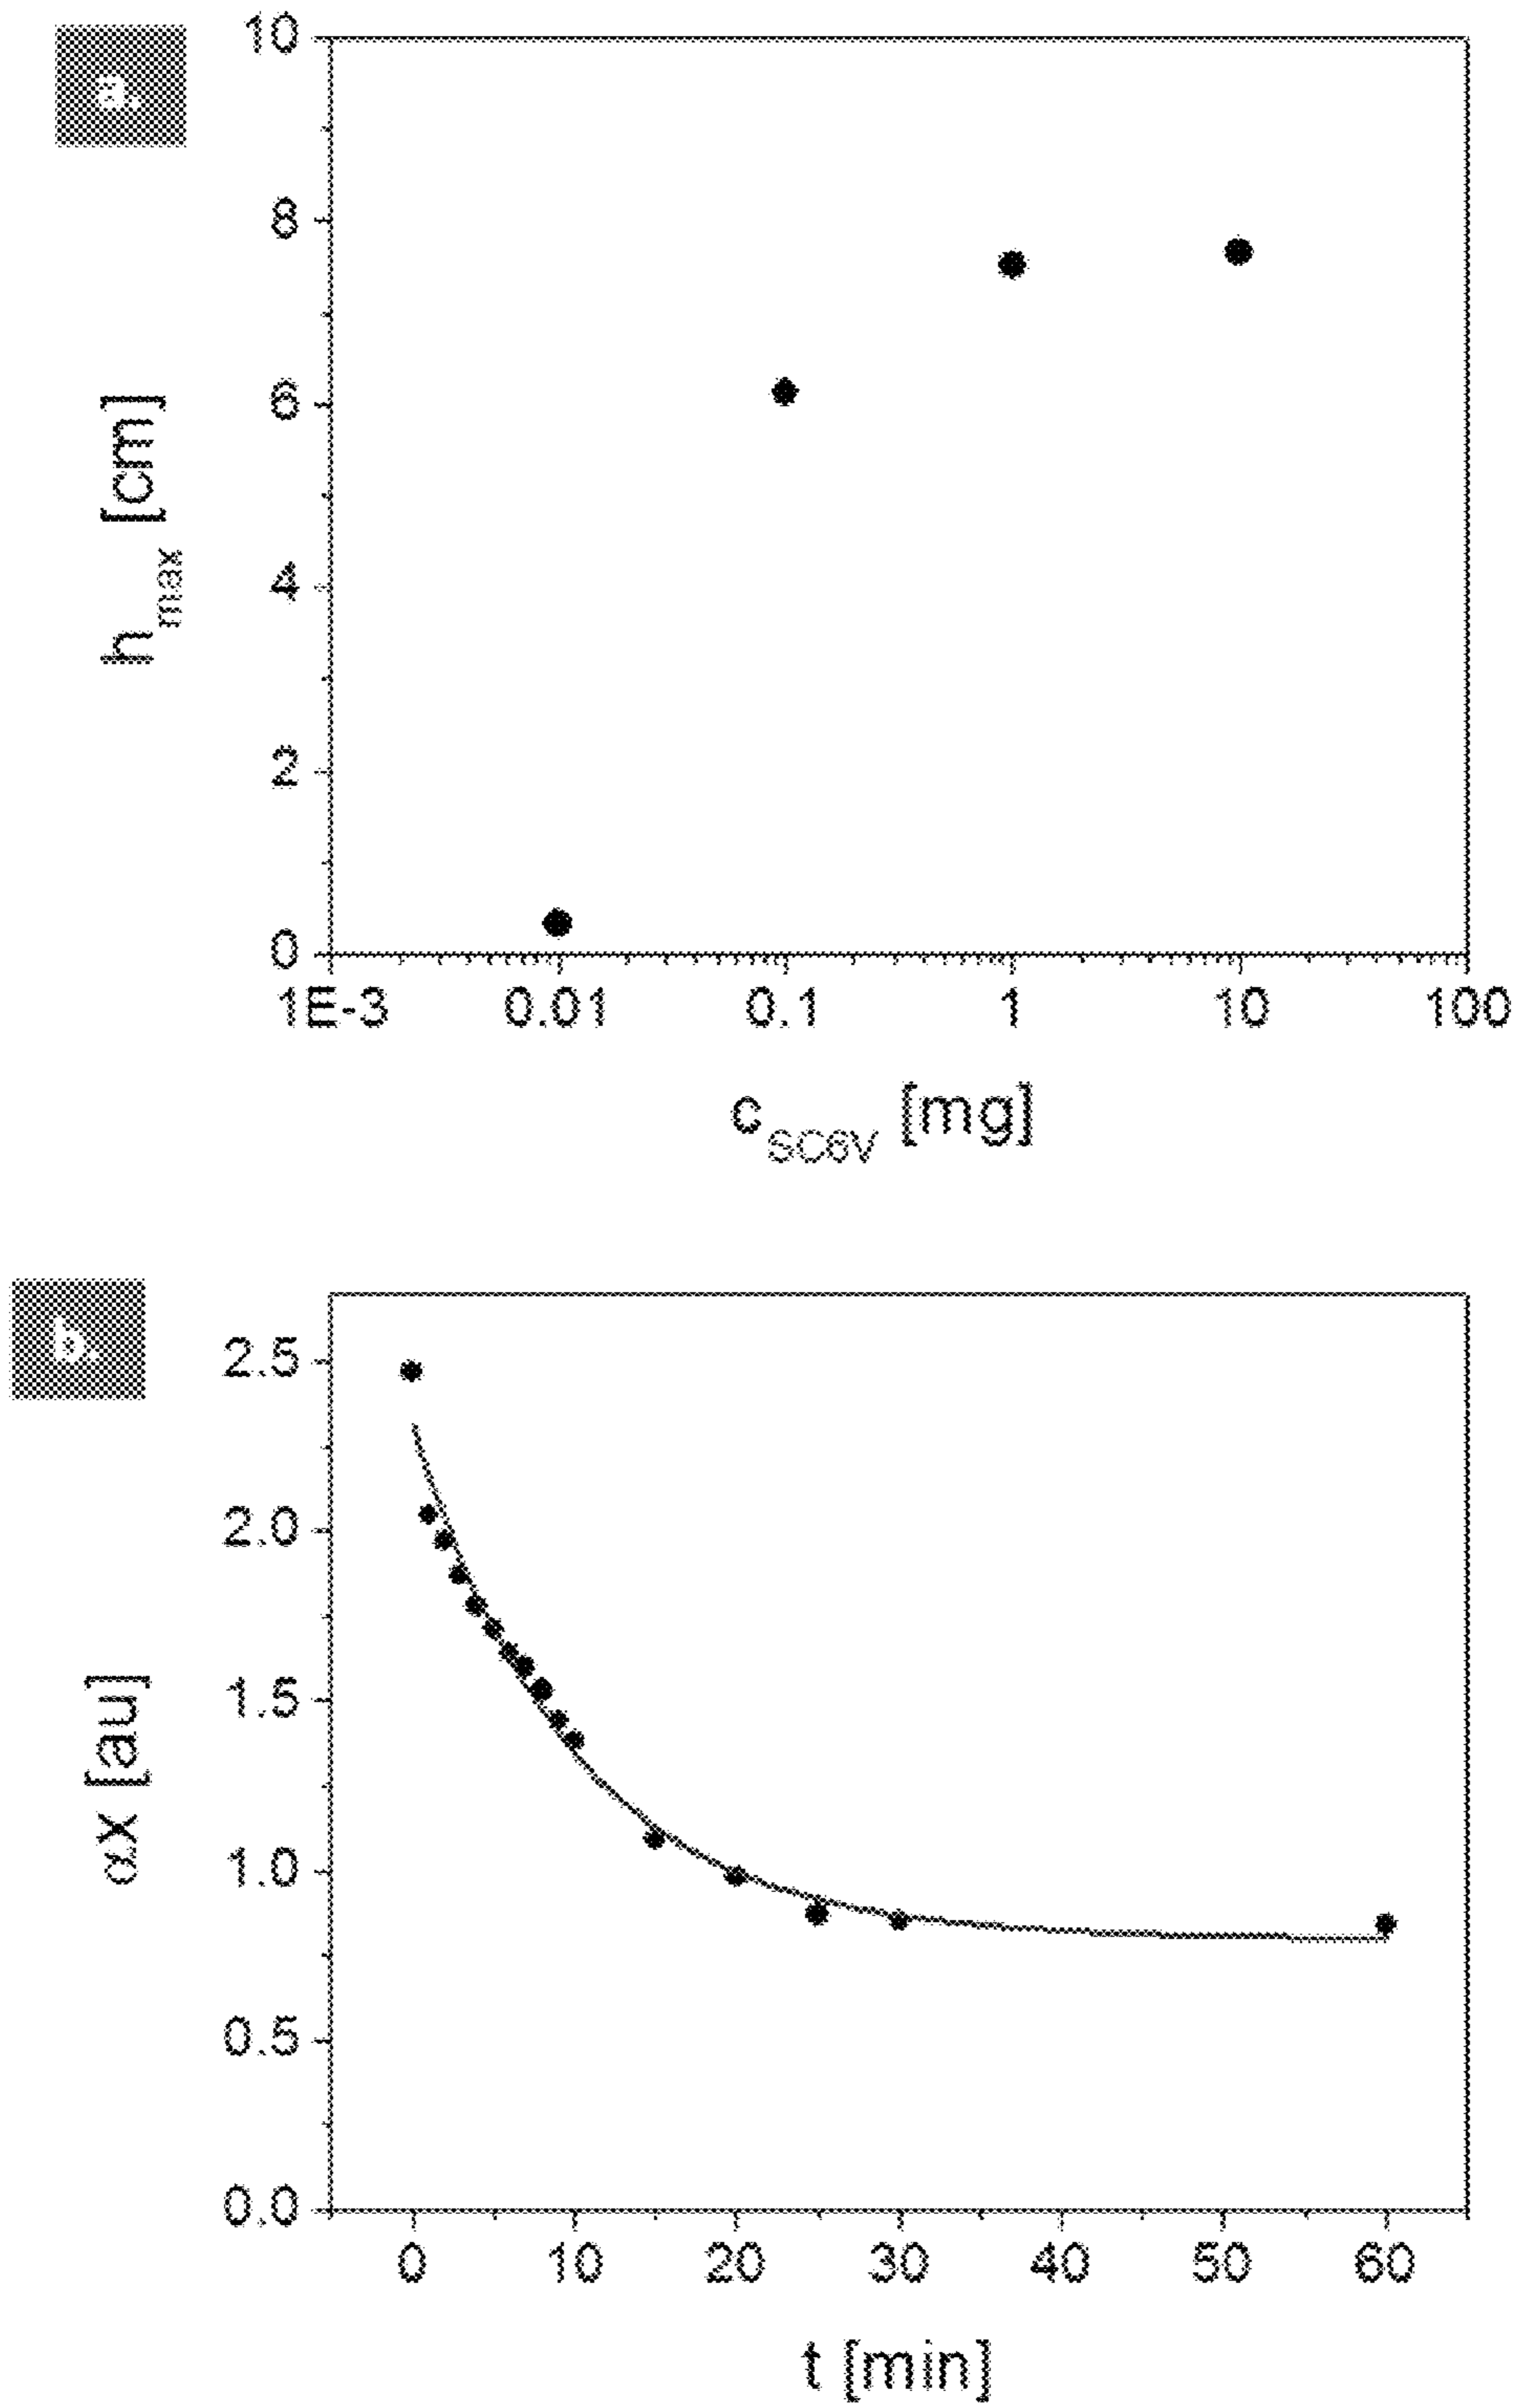 a.
10
8
6
4
2
0
h max [cm]
1E-3 0.01 0.1 1 10 100
c SC6V [mg]
b.
2.5
2.0
1.5
1.0
0.5
0.0
αx [au]
0 10 20 30 40 50 60
t [min]